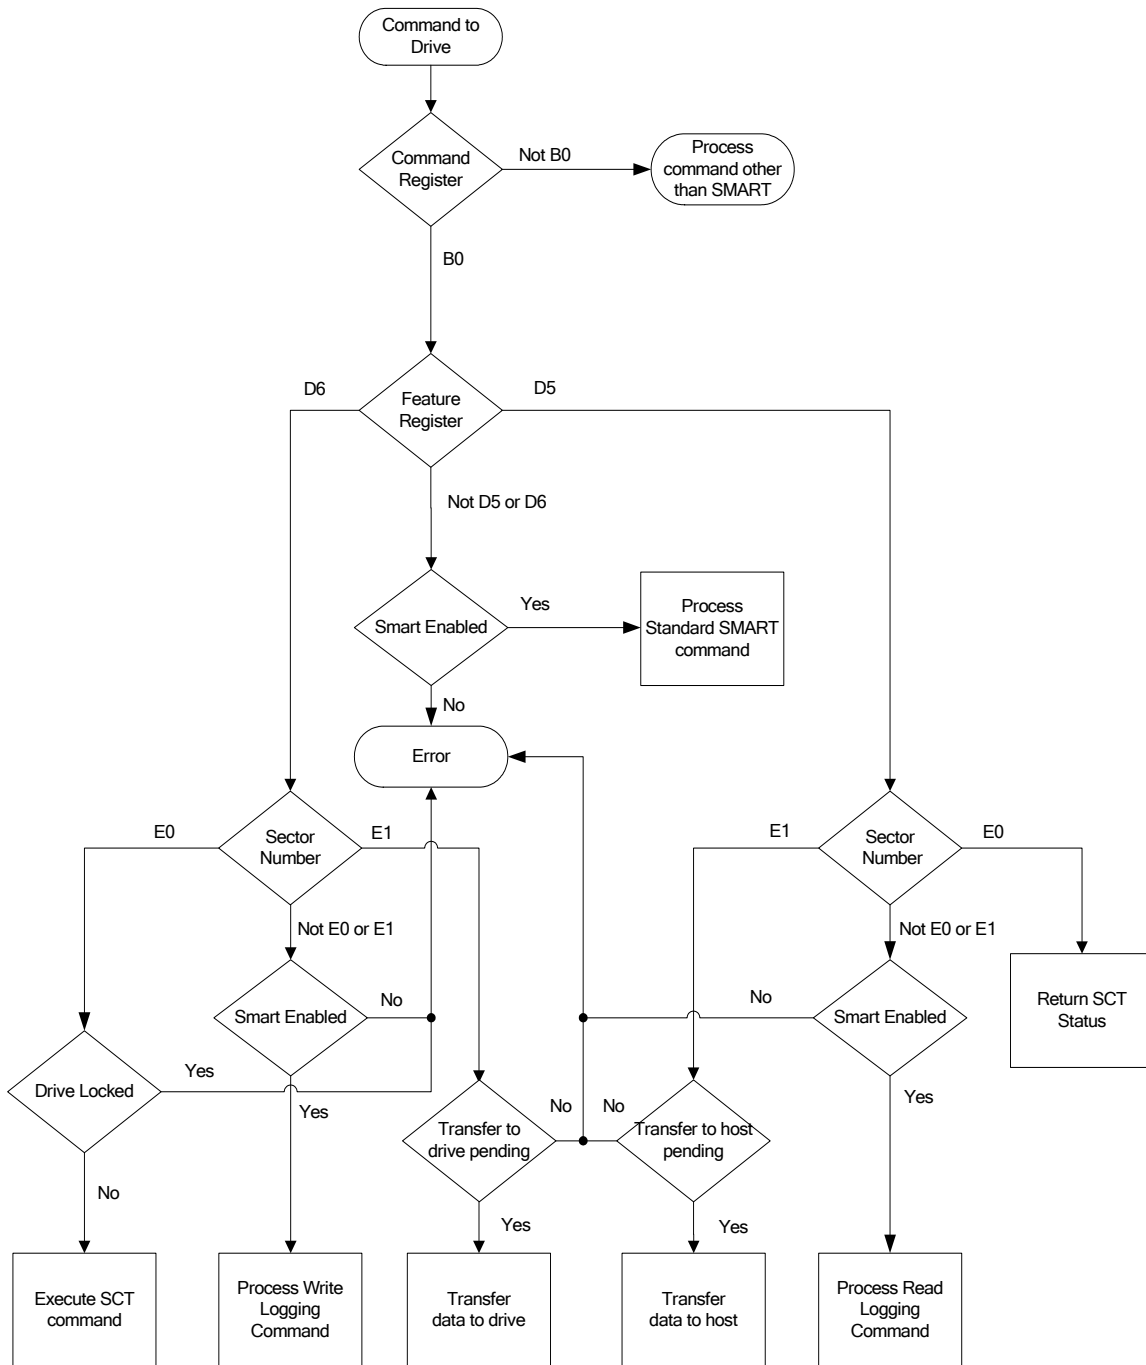 Command to
Drive
Command
Register
Not B0
Process
command other
than SMART
B0
D6
Feature
Register
D5
Not D5 or D6
Smart Enabled
Yes
Process
Standard SMART
command
No
Error
E0
Sector
Number
E1
E1
Sector
Number
E0
Not E0 or E1
Not E0 or E1
Smart Enabled
No
No
Smart Enabled
Return SCT
Status
Drive Locked
Yes
Yes
Yes
Transfer to
drive pending
No
No
Transfer to host
pending
No
Yes
Yes
Execute SCT
command
Process Write
Logging
Command
Transfer
data to drive
Transfer
data to host
Process Read
Logging
Command